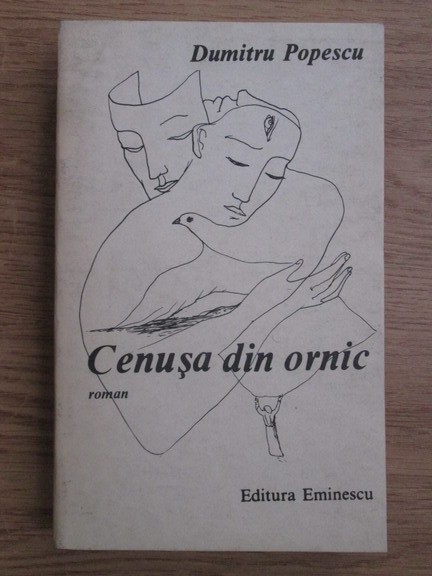 Dumitru Popescu
Cenuşa din ornic
roman
Editura Eminescu